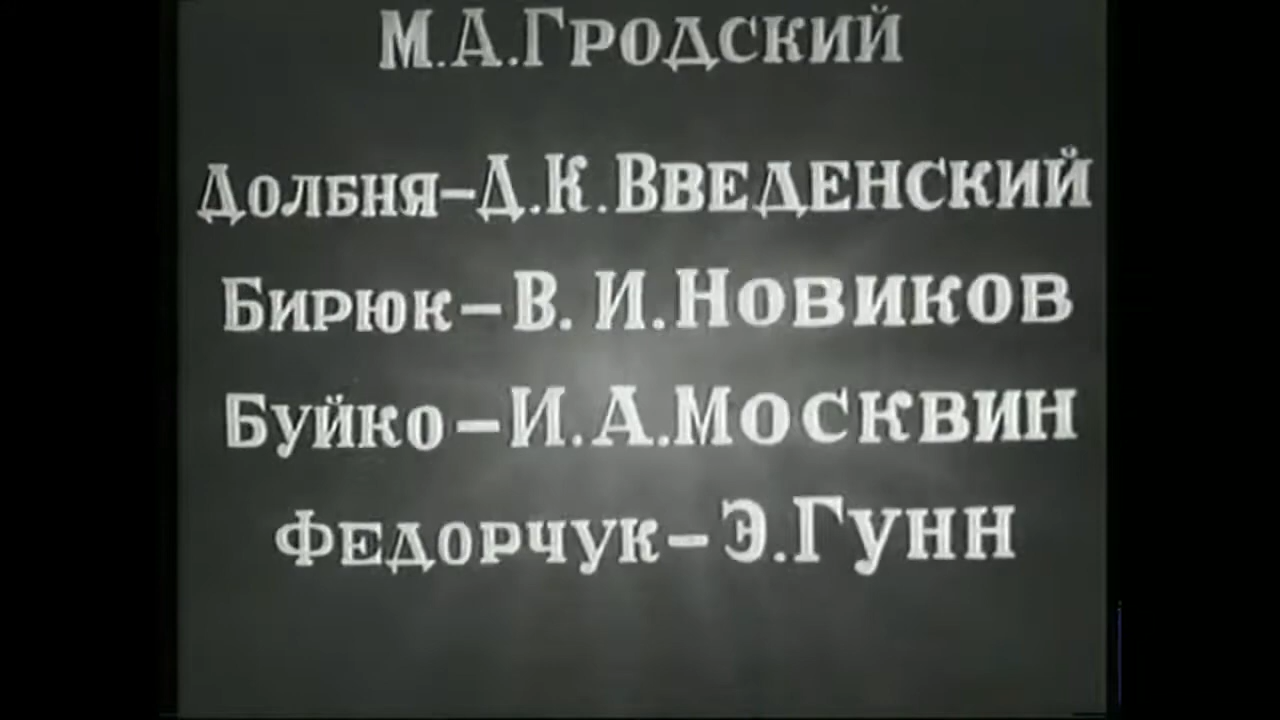 М.А.Гродский
Долбня–Д.К.Введенский
Бирюк–В.И.Новиков
Буйко–И.А.Москвин
Федорчук–Э.Гунн